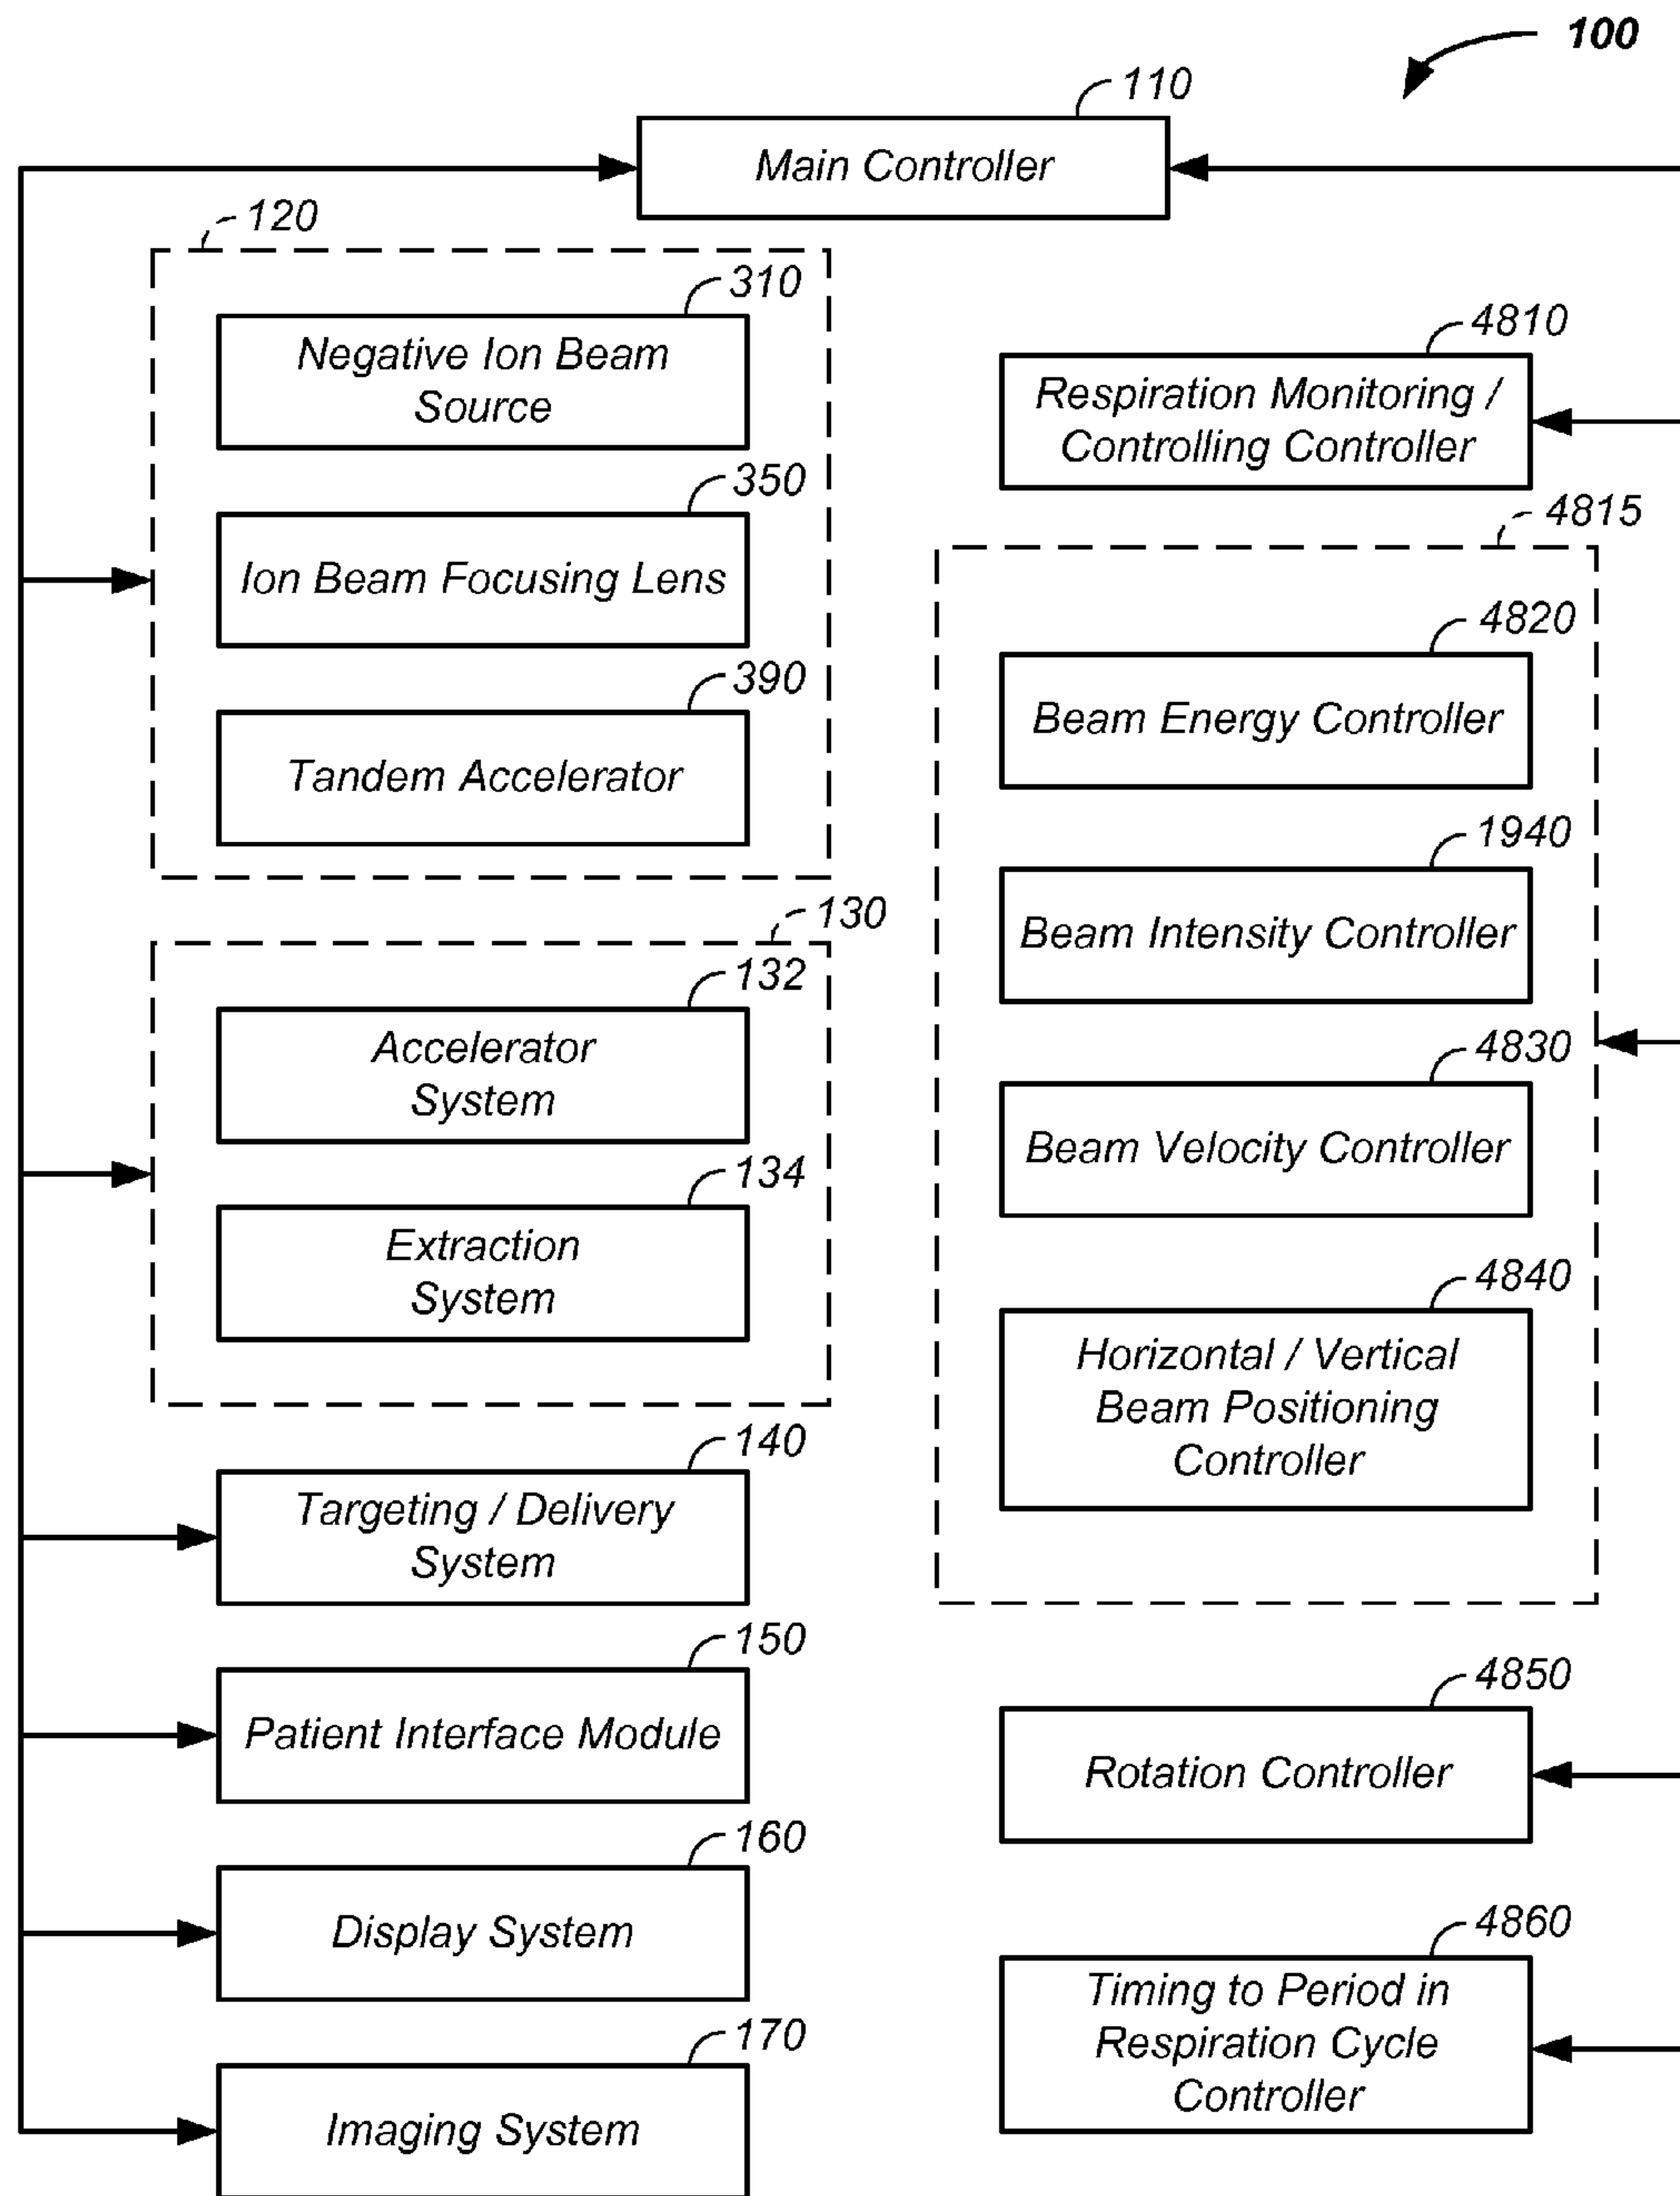 100
110
Main Controller
120
310
Negative Ion Beam
Source
350
Ion Beam Focusing Lens
390
Tandem Accelerator
130
132
Accelerator
System
134
Extraction
System
140
Targeting / Delivery
System
150
Patient Interface Module
160
Display System
170
Imaging System
4810
Respiration Monitoring /
Controlling Controller
4815
4820
Beam Energy Controller
1940
Beam Intensity Controller
4830
Beam Velocity Controller
4840
Horizontal / Vertical
Beam Positioning
Controller
4850
Rotation Controller
4860
Timing to Period in
Respiration Cycle
Controller